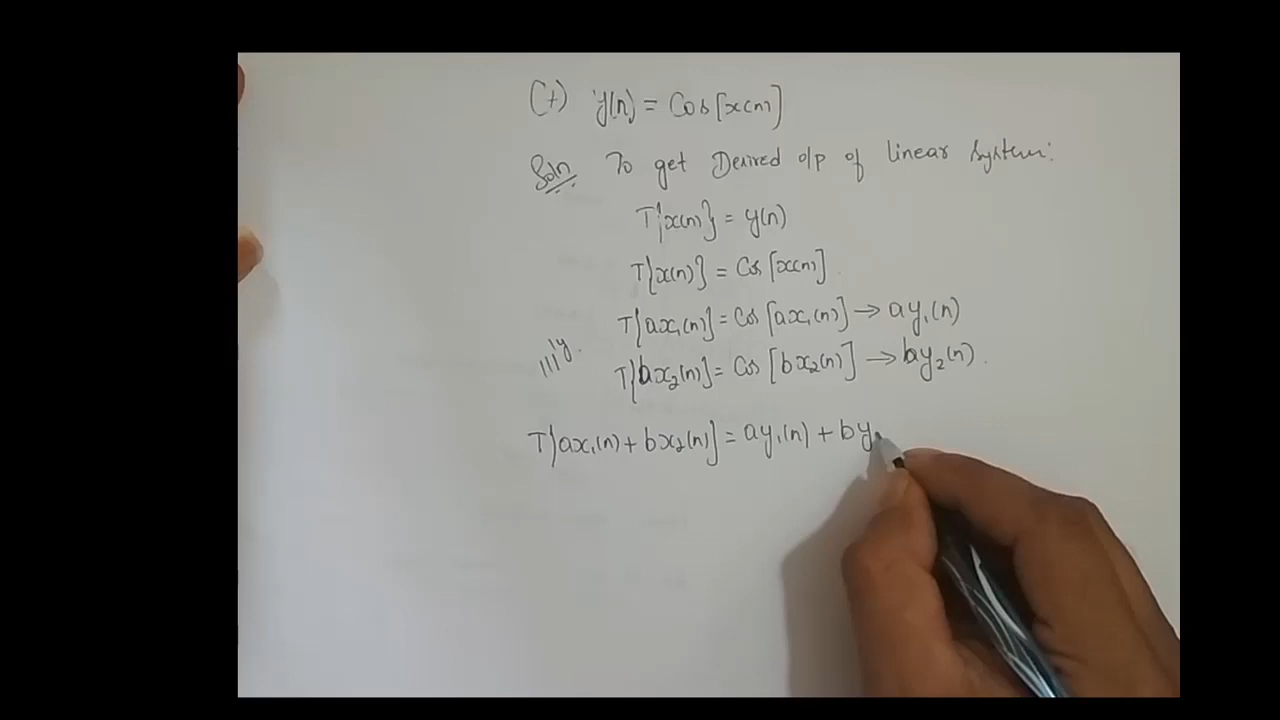 (+) y(n) = Cos[x(n)]
Soln To get Desired o/p of linear system:
T{x(n)} = y(n)
T{x(n)} = Cos[x(n)]
T{ax₁(n)} = Cos[ax₁(n)] → ay₁(n)
|||ly. T{bx₂(n)} = Cos[bx₂(n)] → by₂(n).
T{ax₁(n) + bx₂(n)} = ay₁(n) + by